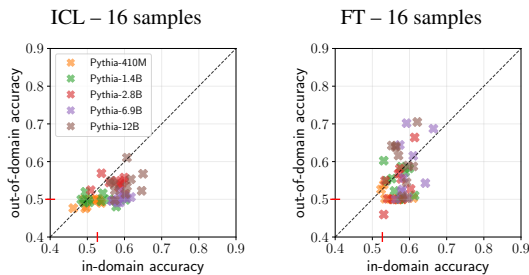 ICL – 16 samples
out-of-domain accuracy
0.9
0.8
0.7
0.6
0.5
0.4
Pythia-410M
Pythia-1.4B
Pythia-2.8B
Pythia-6.9B
Pythia-12B
0.4 0.5 0.6 0.7 0.8 0.9
in-domain accuracy
FT – 16 samples
out-of-domain accuracy
0.9
0.8
0.7
0.6
0.5
0.4
0.4 0.5 0.6 0.7 0.8 0.9
in-domain accuracy